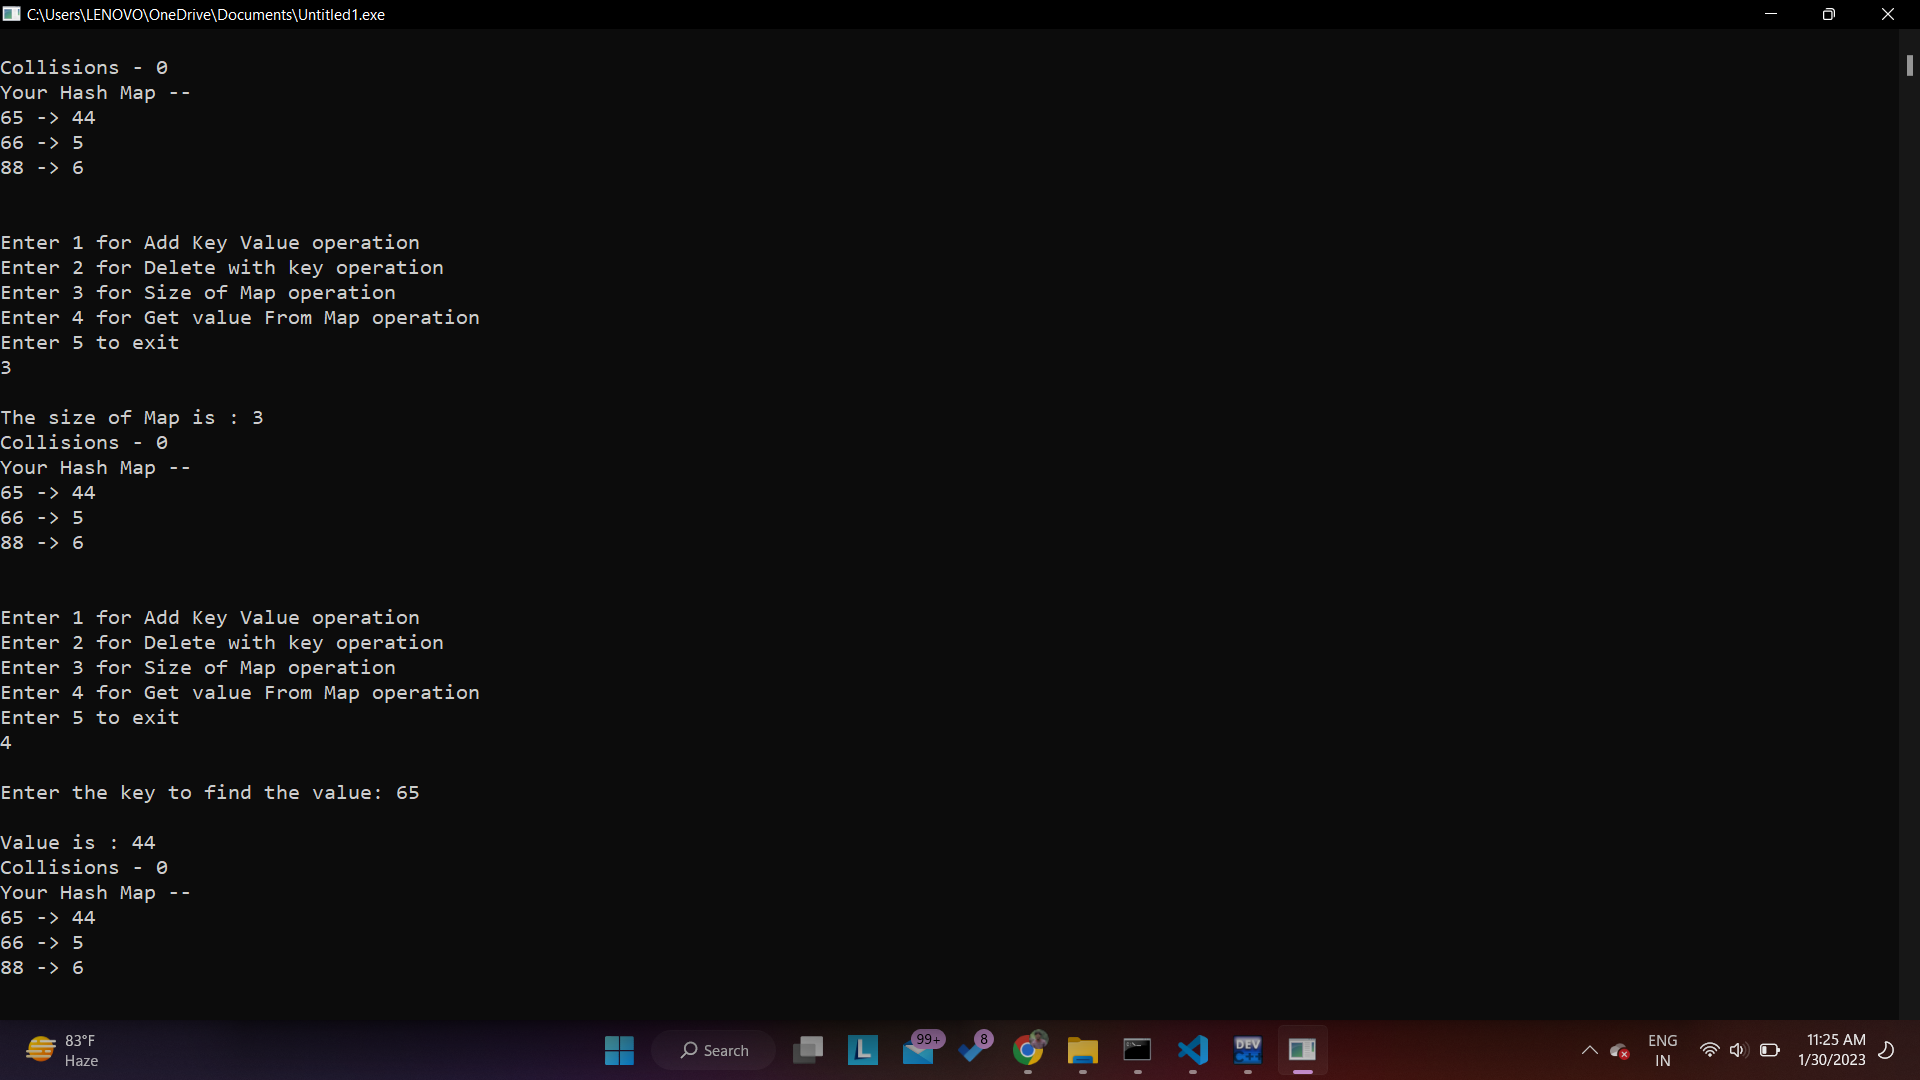 C:\Users\LENOVO\OneDrive\Documents\Untitled1.exe
Collisions - 0
Your Hash Map --
65 -> 44
66 -> 5
88 -> 6
Enter 1 for Add Key Value operation
Enter 2 for Delete with key operation
Enter 3 for Size of Map operation
Enter 4 for Get value From Map operation
Enter 5 to exit
3
The size of Map is : 3
Collisions - 0
Your Hash Map --
65 -> 44
66 -> 5
88 -> 6
Enter 1 for Add Key Value operation
Enter 2 for Delete with key operation
Enter 3 for Size of Map operation
Enter 4 for Get value From Map operation
Enter 5 to exit
4
Enter the key to find the value: 65
Value is : 44
Collisions - 0
Your Hash Map --
65 -> 44
66 -> 5
88 -> 6
83°F
Haze
Search
L
99+
8
DEV
C++
ENG
IN
11:25 AM
1/30/2023